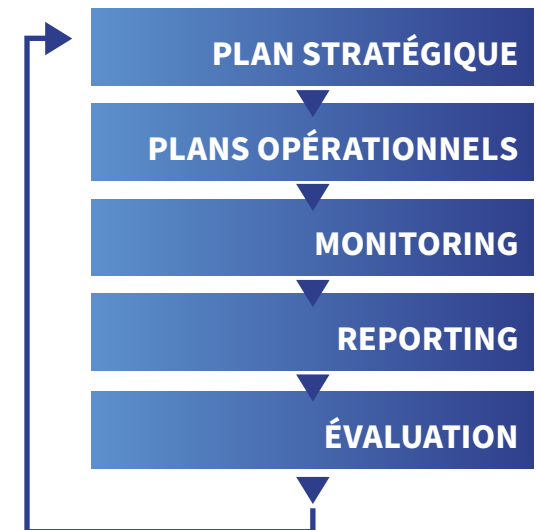 PLAN STRATÉGIQUE
PLANS OPÉRATIONNELS
MONITORING
REPORTING
ÉVALUATION